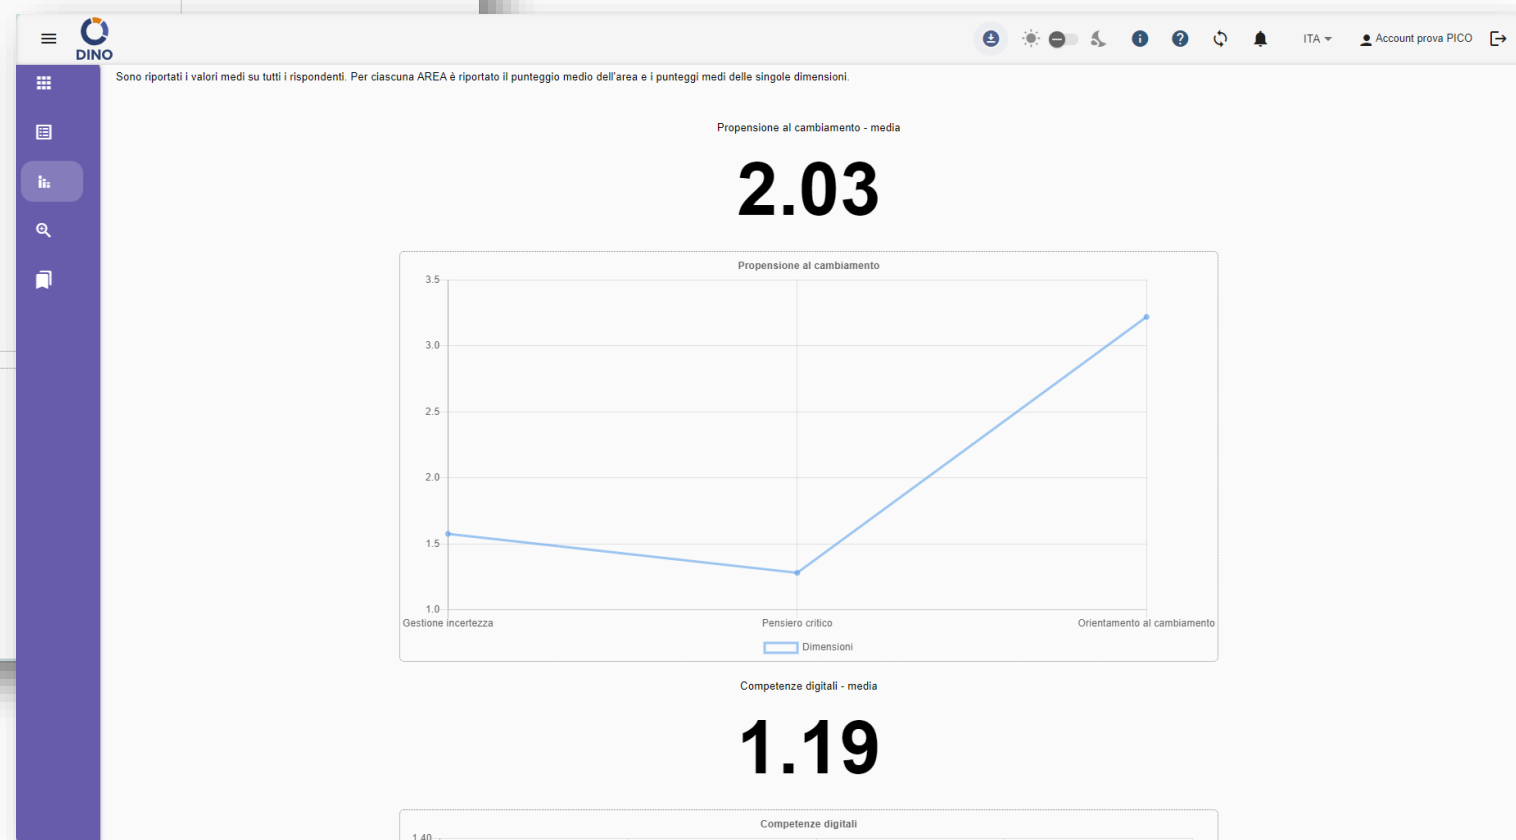 DINO
ITA
Account prova PICO
Sono riportati i valori medi su tutti i rispondenti. Per ciascuna AREA è riportato il punteggio medio dell'area e i punteggi medi delle singole dimensioni.
Propensione al cambiamento - media
2.03
Propensione al cambiamento
3.5
3.0
2.5
2.0
1.5
1.0
Gestione incertezza Pensiero critico Orientamento al cambiamento
Dimensioni
Competenze digitali - media
1.19
Competenze digitali
1.40